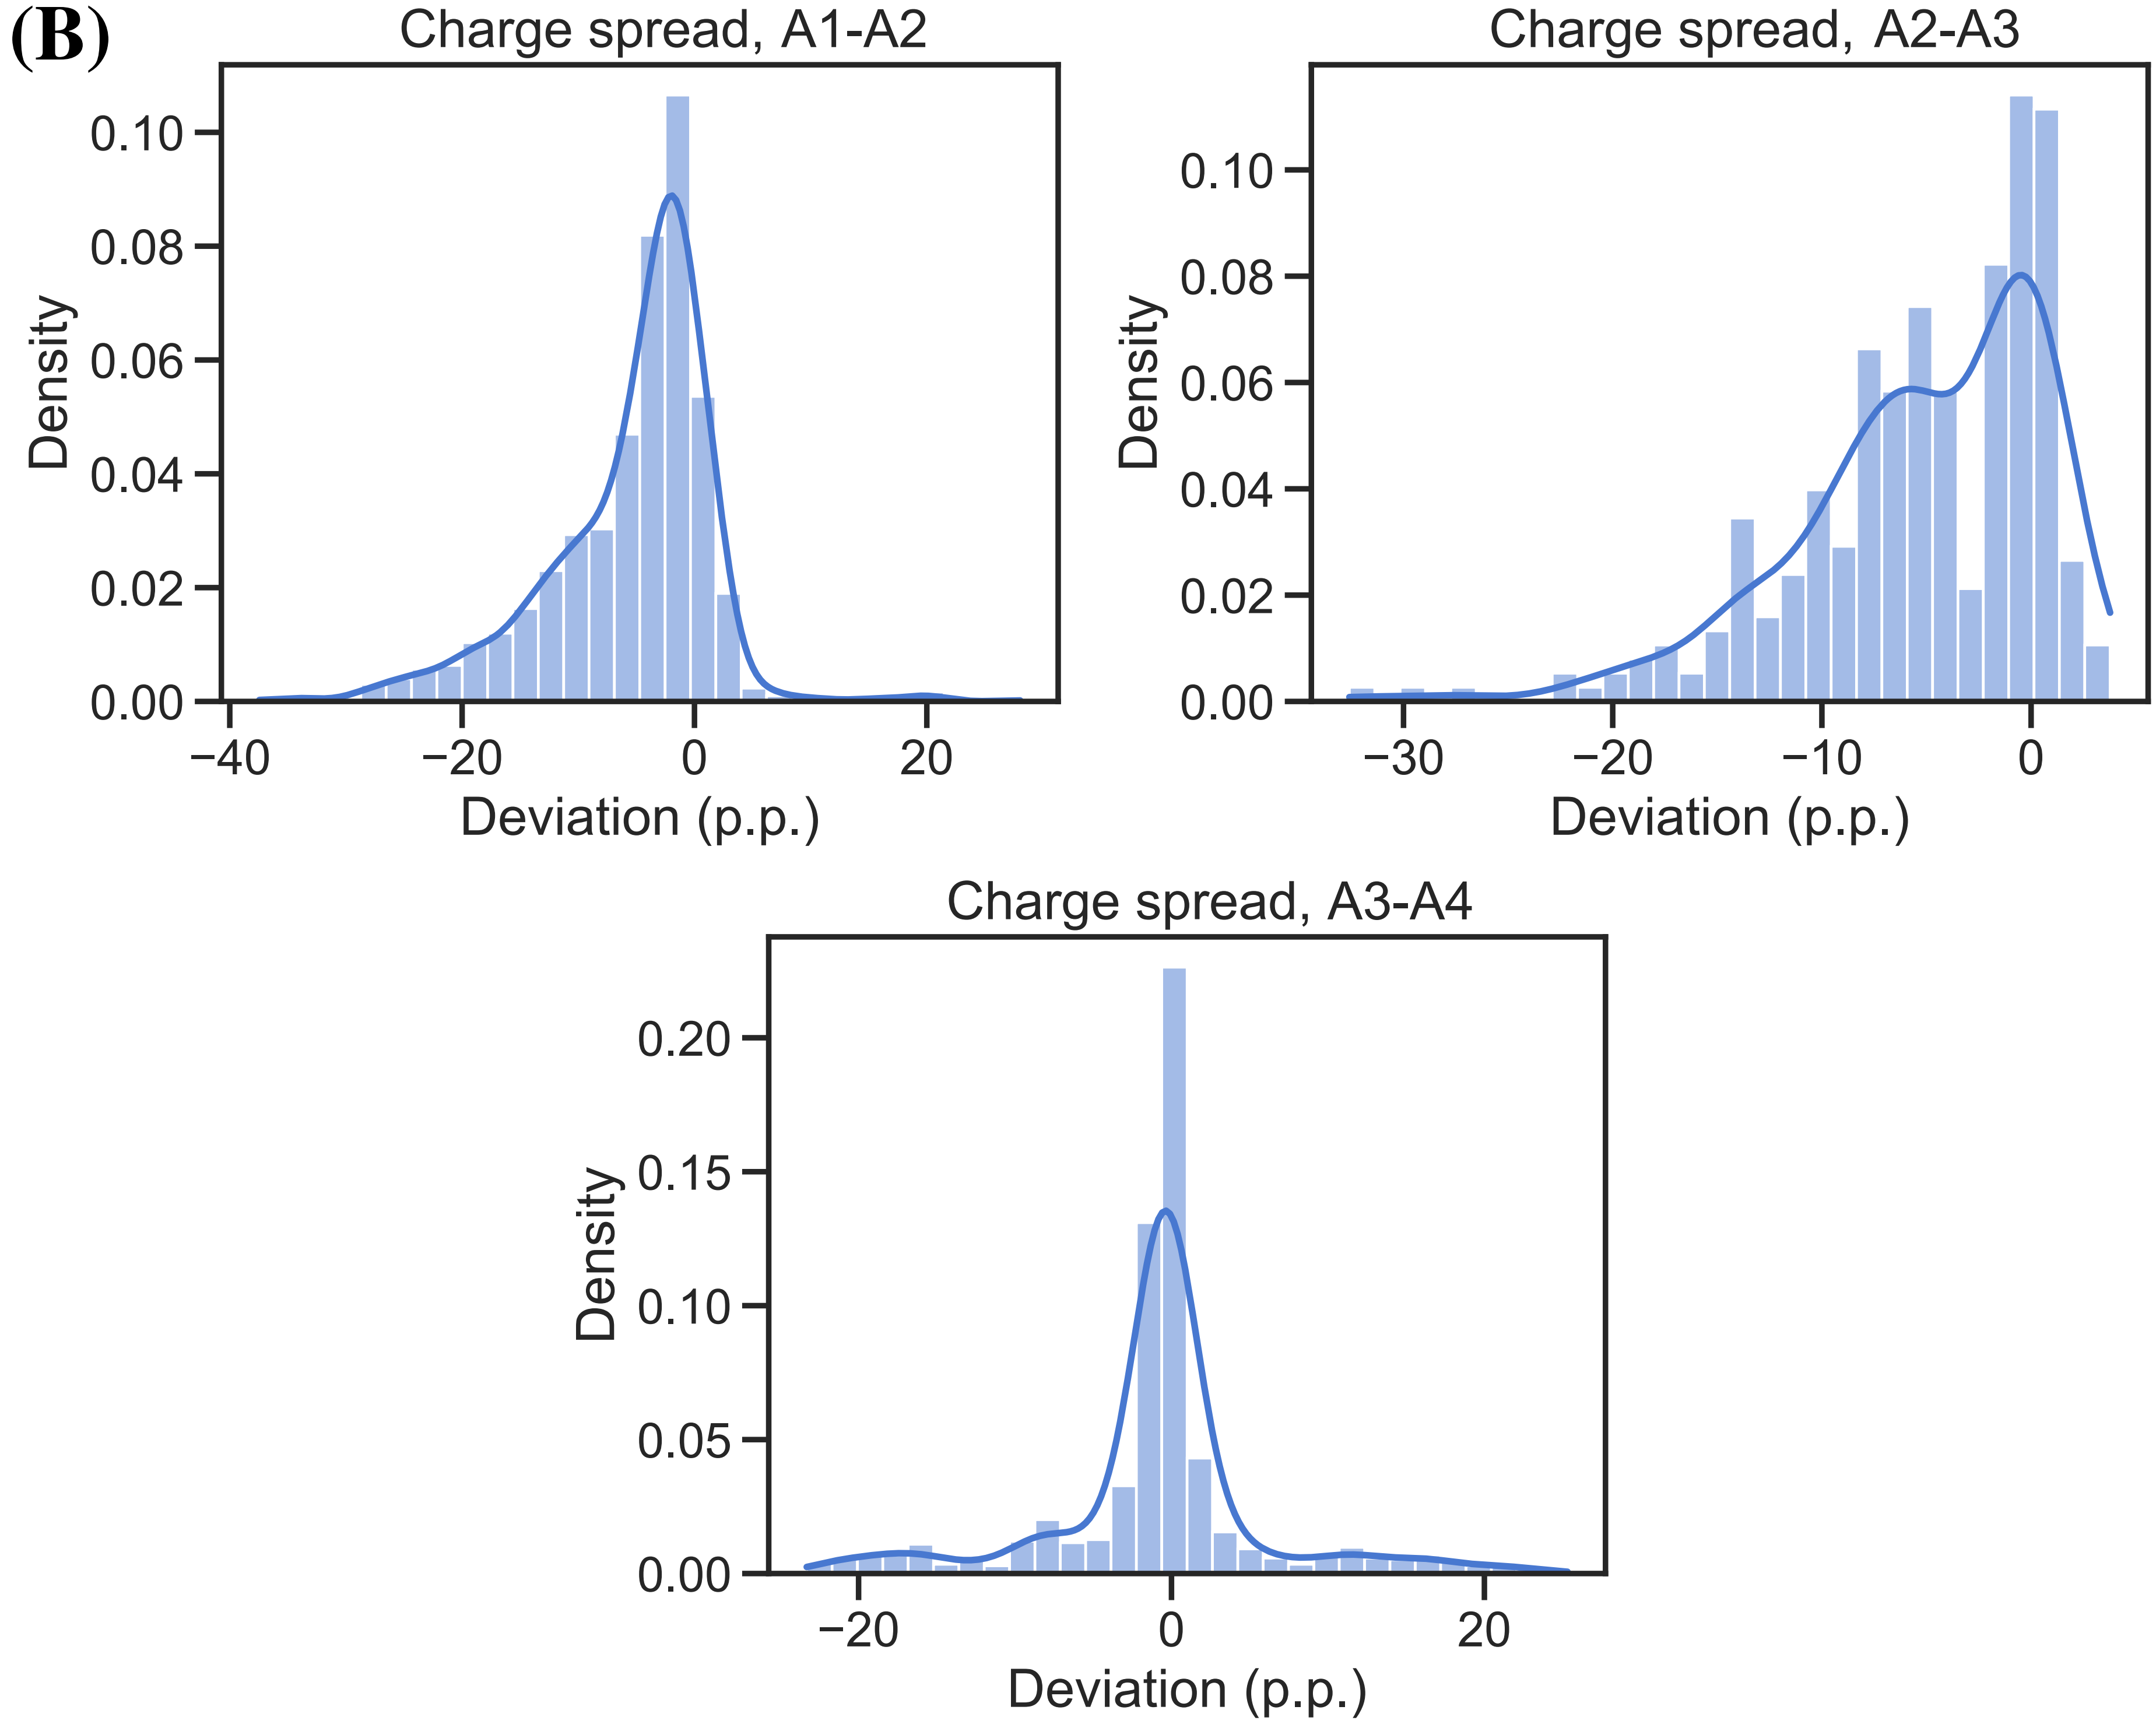 (B)
Charge spread, A1-A2
Density
0.10
0.08
0.06
0.04
0.02
0.00
−40 −20 0 20
Deviation (p.p.)
Charge spread, A2-A3
Density
0.10
0.08
0.06
0.04
0.02
0.00
−30 −20 −10 0
Deviation (p.p.)
Charge spread, A3-A4
Density
0.20
0.15
0.10
0.05
0.00
−20 0 20
Deviation (p.p.)